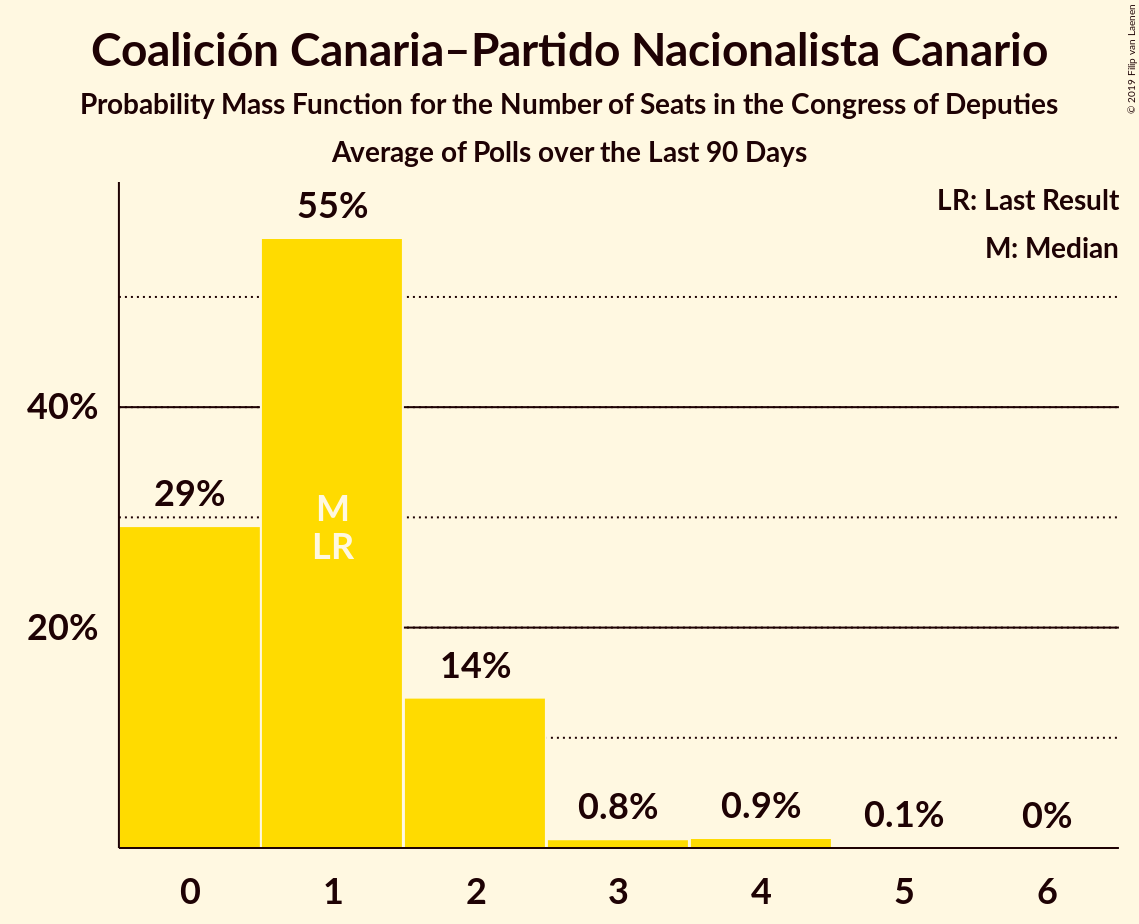 Coalición Canaria–Partido Nacionalista Canario
Probability Mass Function for the Number of Seats in the Congress of Deputies
Average of Polls over the Last 90 Days
© 2019 Filip van Laenen
LR: Last Result
M: Median
55%
40%
29%
M
LR
20%
14%
0.8%
0.9%
0.1%
0%
0 1 2 3 4 5 6